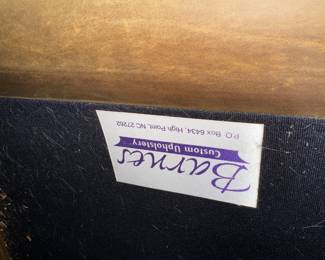 Barnes
Custom Upholstery
P.O. Box 6434, High Point, NC 27262